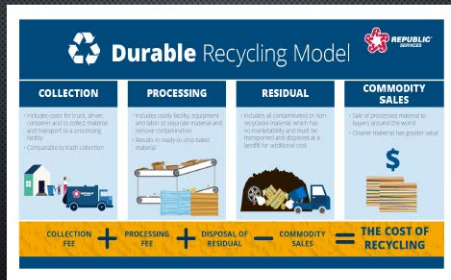 Durable Recycling Model
REPUBLIC
SERVICES
COLLECTION
• Includes costs for truck, driver,
container and to collect material
and transport to a processing
facility
• Comparable to trash collection
PROCESSING
• Includes costly facility, equipment
and labor to separate material and
remove contamination
• Results in ready-to-ship baled
material
RESIDUAL
• Includes all contaminated or non-
recyclable material, which has
no marketability and must be
transported and disposed at a
landfill for additional cost
COMMODITY
SALES
• Sale of processed material to
buyers around the world
• Cleaner material has greater value
$
COLLECTION
FEE
+
PROCESSING
FEE
+
DISPOSAL OF
RESIDUAL
−
COMMODITY
SALES
=
THE COST OF
RECYCLING